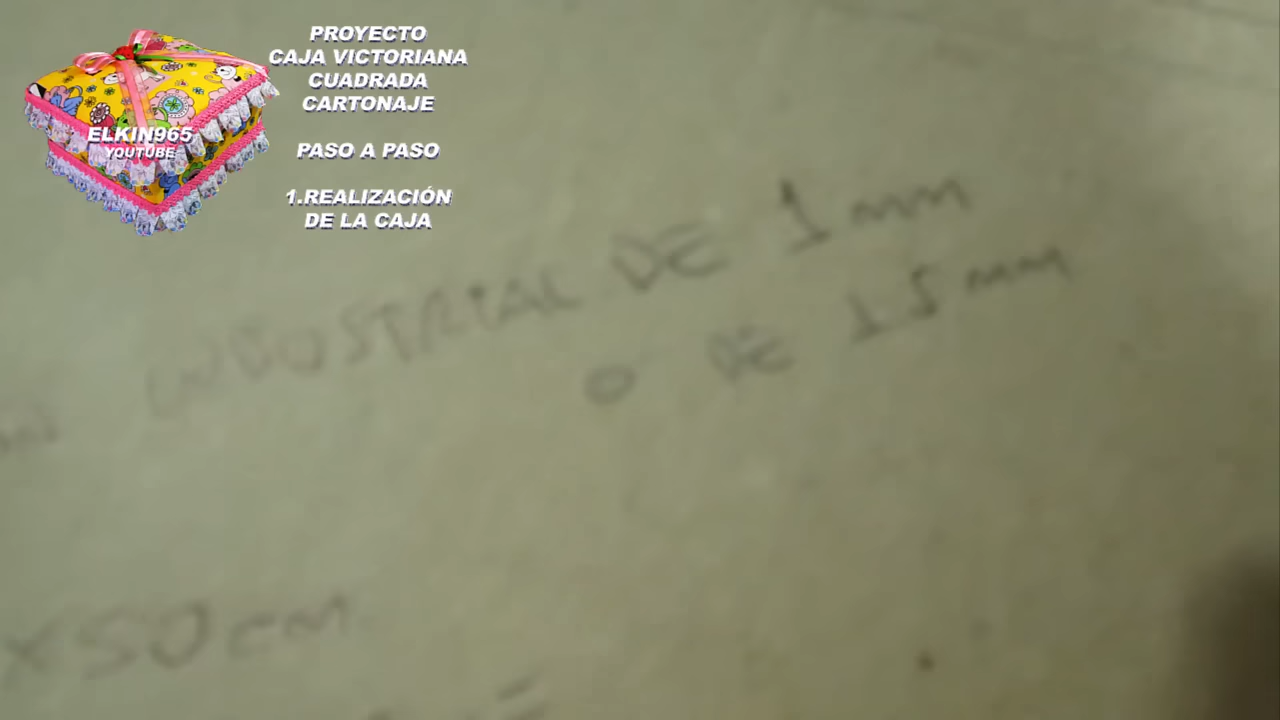 PROYECTO
CAJA VICTORIANA
CUADRADA
CARTONAJE
PASO A PASO
1.REALIZACIÓN
DE LA CAJA
ELKIN965
YOUTUBE
INDUSTRIAL DE 1 mm
O DE 1.5 mm
X50 cm